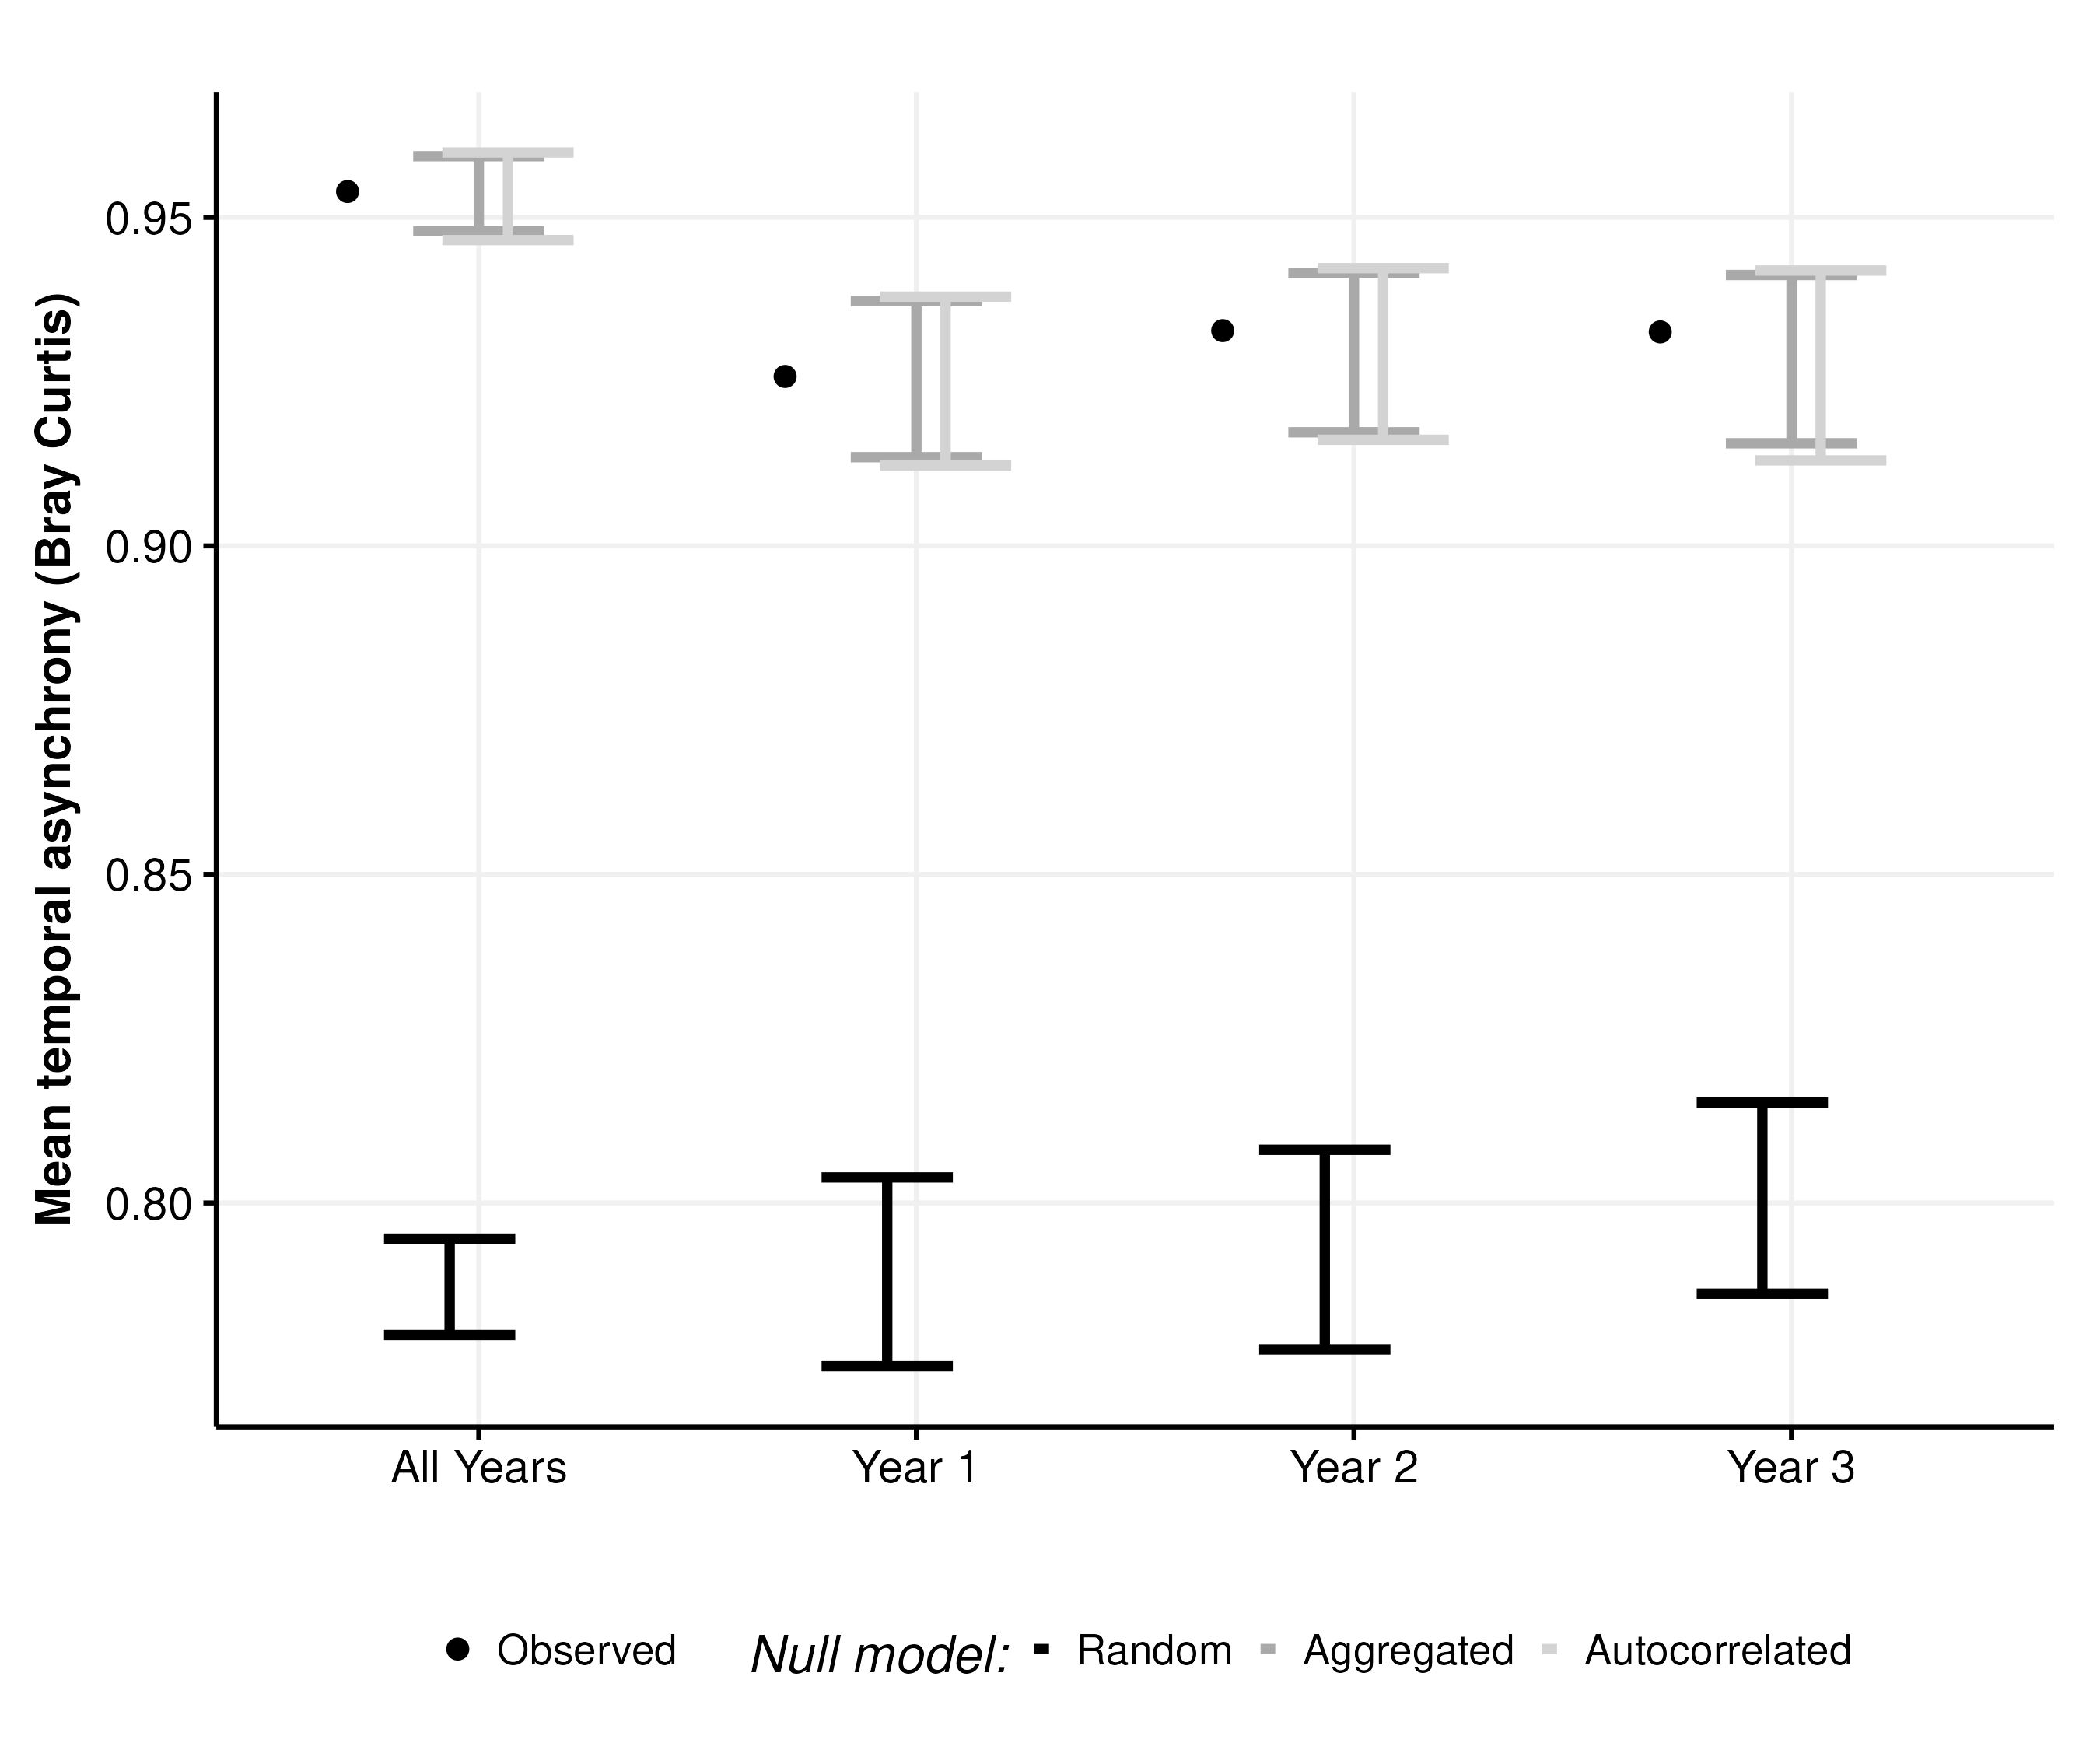 Mean temporal asynchrony (Bray Curtis)
0.95
0.90
0.85
0.80
All Years Year 1 Year 2 Year 3
Observed Null model: Random Aggregated Autocorrelated